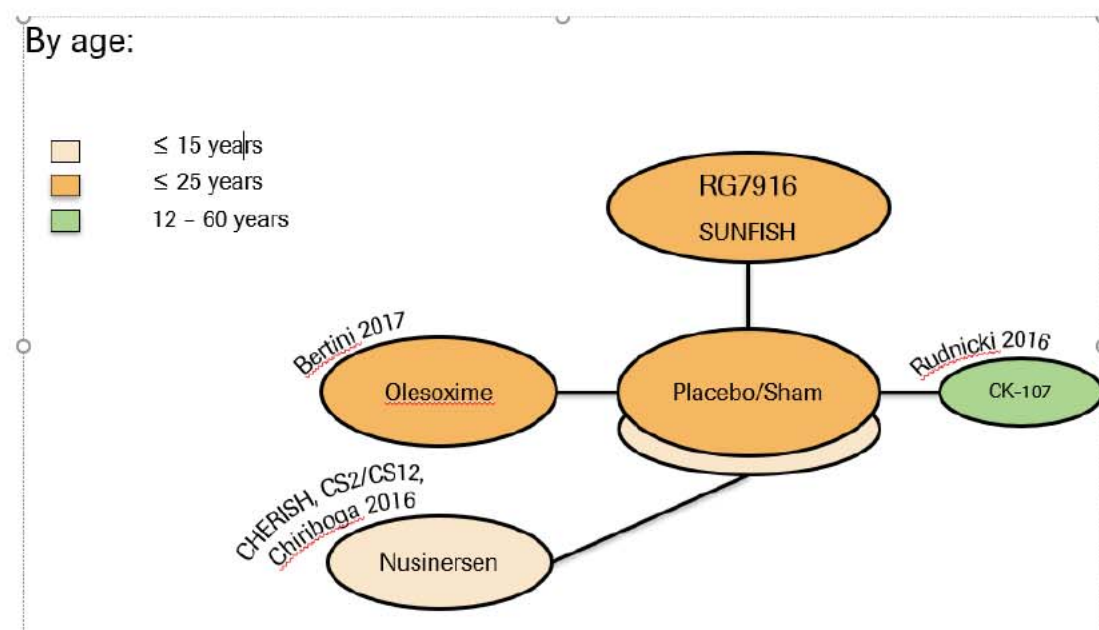 By age:
≤ 15 years
≤ 25 years
12 – 60 years
RG7916
SUNFISH
Bertini 2017
Olesoxime
Placebo/Sham
Rudnicki 2016
CK-107
CHERISH, CS2/CS12,
Chiriboga 2016
Nusinersen